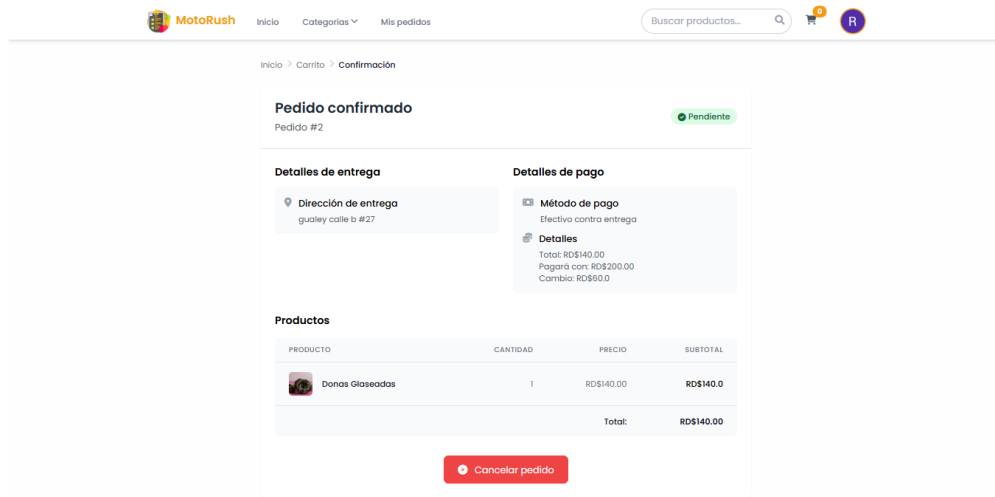 MotoRush
Inicio Categorias Mis pedidos
Buscar productos...
0
R
Inicio > Carrito > Confirmación
Pedido confirmado
Pedido #2
Pendiente
Detalles de entrega
Dirección de entrega
gualey calle b #27
Detalles de pago
Método de pago
Efectivo contra entrega
Detalles
Total: RD$140.00
Pagará con: RD$200.00
Cambio: RD$60.0
Productos
PRODUCTO CANTIDAD PRECIO SUBTOTAL
Donas Glaseadas 1 RD$140.00 RD$140.0
Total: RD$140.00
Cancelar pedido